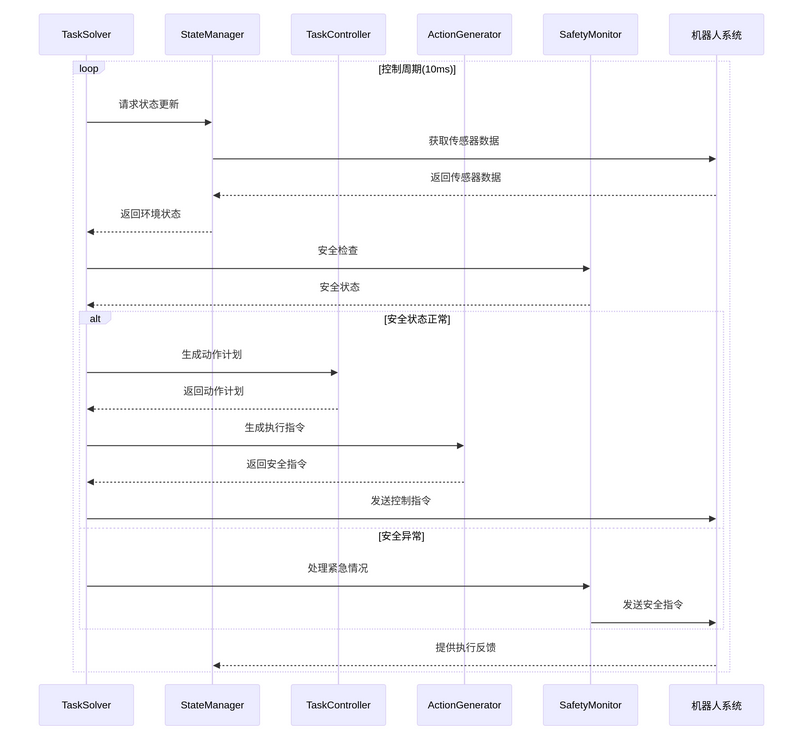 TaskSolver
StateManager
TaskController
ActionGenerator
SafetyMonitor
机器人系统
loop
[控制周期(10ms)]
请求状态更新
获取传感器数据
返回传感器数据
返回环境状态
安全检查
安全状态
alt
[安全状态正常]
生成动作计划
返回动作计划
生成执行指令
返回安全指令
发送控制指令
[安全异常]
处理紧急情况
发送安全指令
提供执行反馈
TaskSolver
StateManager
TaskController
ActionGenerator
SafetyMonitor
机器人系统